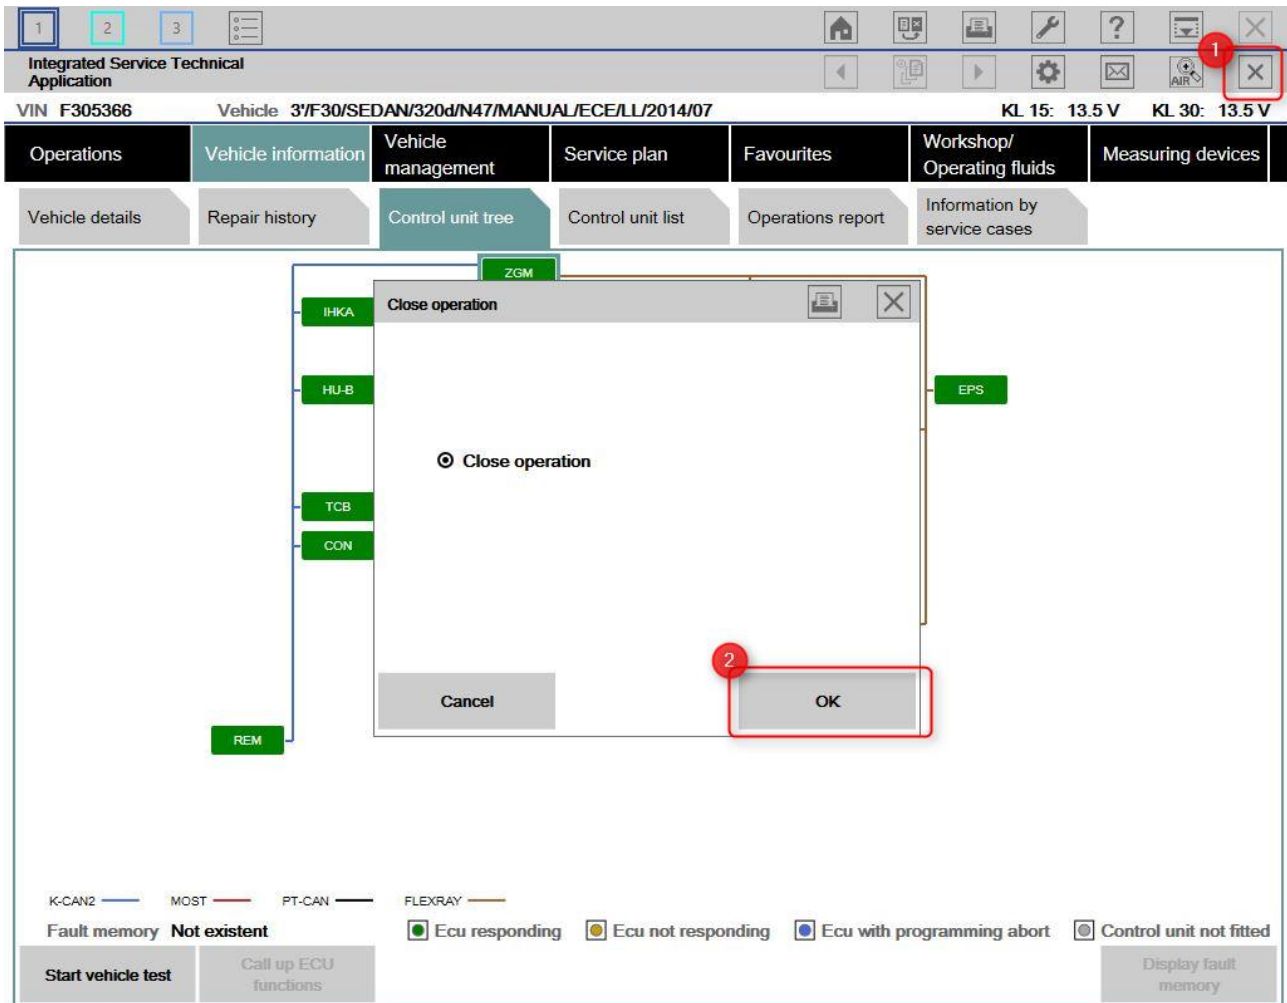 1
2
3
Integrated Service Technical
Application
AIR
1
VIN F305366 Vehicle 3'/F30/SEDAN/320d/N47/MANUAL/ECE/LL/2014/07 KL 15: 13.5 V KL 30: 13.5 V
Operations
Vehicle information
Vehicle
management
Service plan
Favourites
Workshop/
Operating fluids
Measuring devices
Vehicle details
Repair history
Control unit tree
Control unit list
Operations report
Information by
service cases
ZGM
Close operation
IHKA
HU-B
EPS
Close operation
TCB
CON
2
Cancel
OK
REM
K-CAN2 MOST PT-CAN FLEXRAY
Fault memory Not existent Ecu responding Ecu not responding Ecu with programming abort Control unit not fitted
Start vehicle test
Call up ECU
functions
Display fault
memory